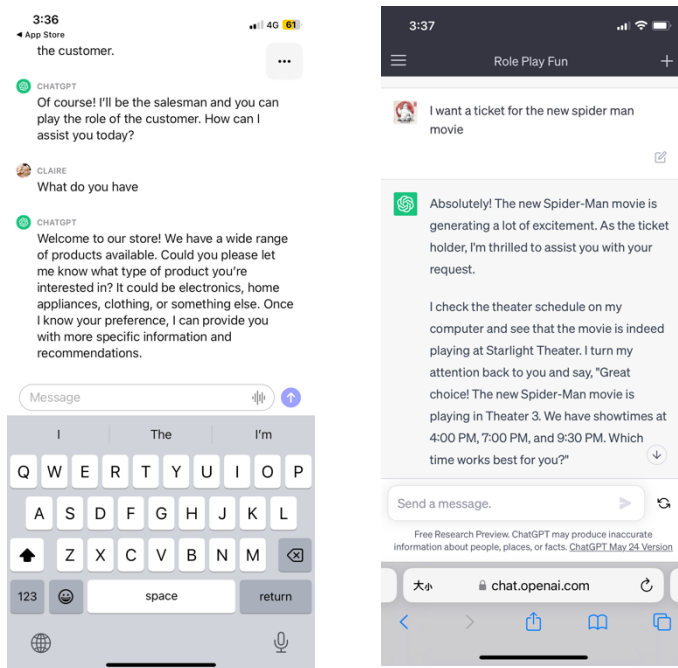 3:36
4G 61
◀ App Store
the customer.
CHATGPT
Of course! I'll be the salesman and you can
play the role of the customer. How can I
assist you today?
CLAIRE
What do you have
CHATGPT
Welcome to our store! We have a wide range
of products available. Could you please let
me know what type of product you're
interested in? It could be electronics, home
appliances, clothing, or something else. Once
I know your preference, I can provide you
with more specific information and
recommendations.
Message
I The I'm
Q W E R T Y U I O P
A S D F G H J K L
Z X C V B N M
123 space return
3:37
Role Play Fun
I want a ticket for the new spider man
movie
Absolutely! The new Spider-Man movie is
generating a lot of excitement. As the ticket
holder, I'm thrilled to assist you with your
request.
I check the theater schedule on my
computer and see that the movie is indeed
playing at Starlight Theater. I turn my
attention back to you and say, "Great
choice! The new Spider-Man movie is
playing in Theater 3. We have showtimes at
4:00 PM, 7:00 PM, and 9:30 PM. Which
time works best for you?"
Send a message.
Free Research Preview. ChatGPT may produce inaccurate
information about people, places, or facts. ChatGPT May 24 Version
大小 chat.openai.com